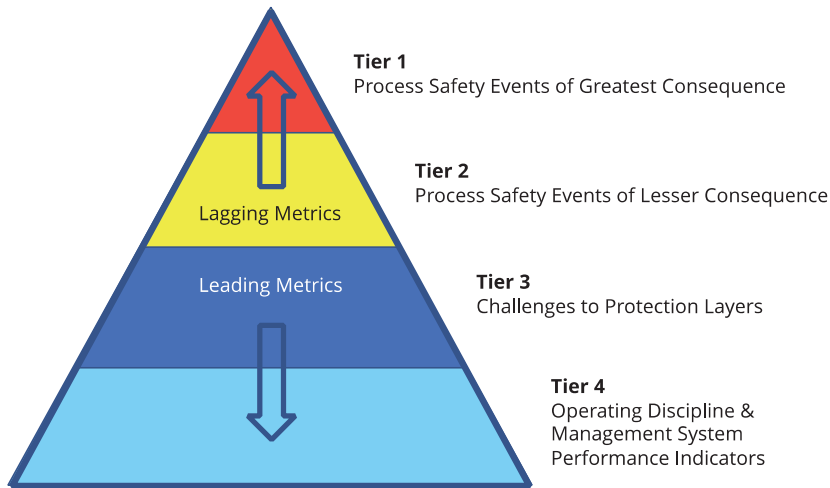 Tier 1
Process Safety Events of Greatest Consequence
Tier 2
Process Safety Events of Lesser Consequence
Lagging Metrics
Leading Metrics
Tier 3
Challenges to Protection Layers
Tier 4
Operating Discipline &
Management System
Performance Indicators